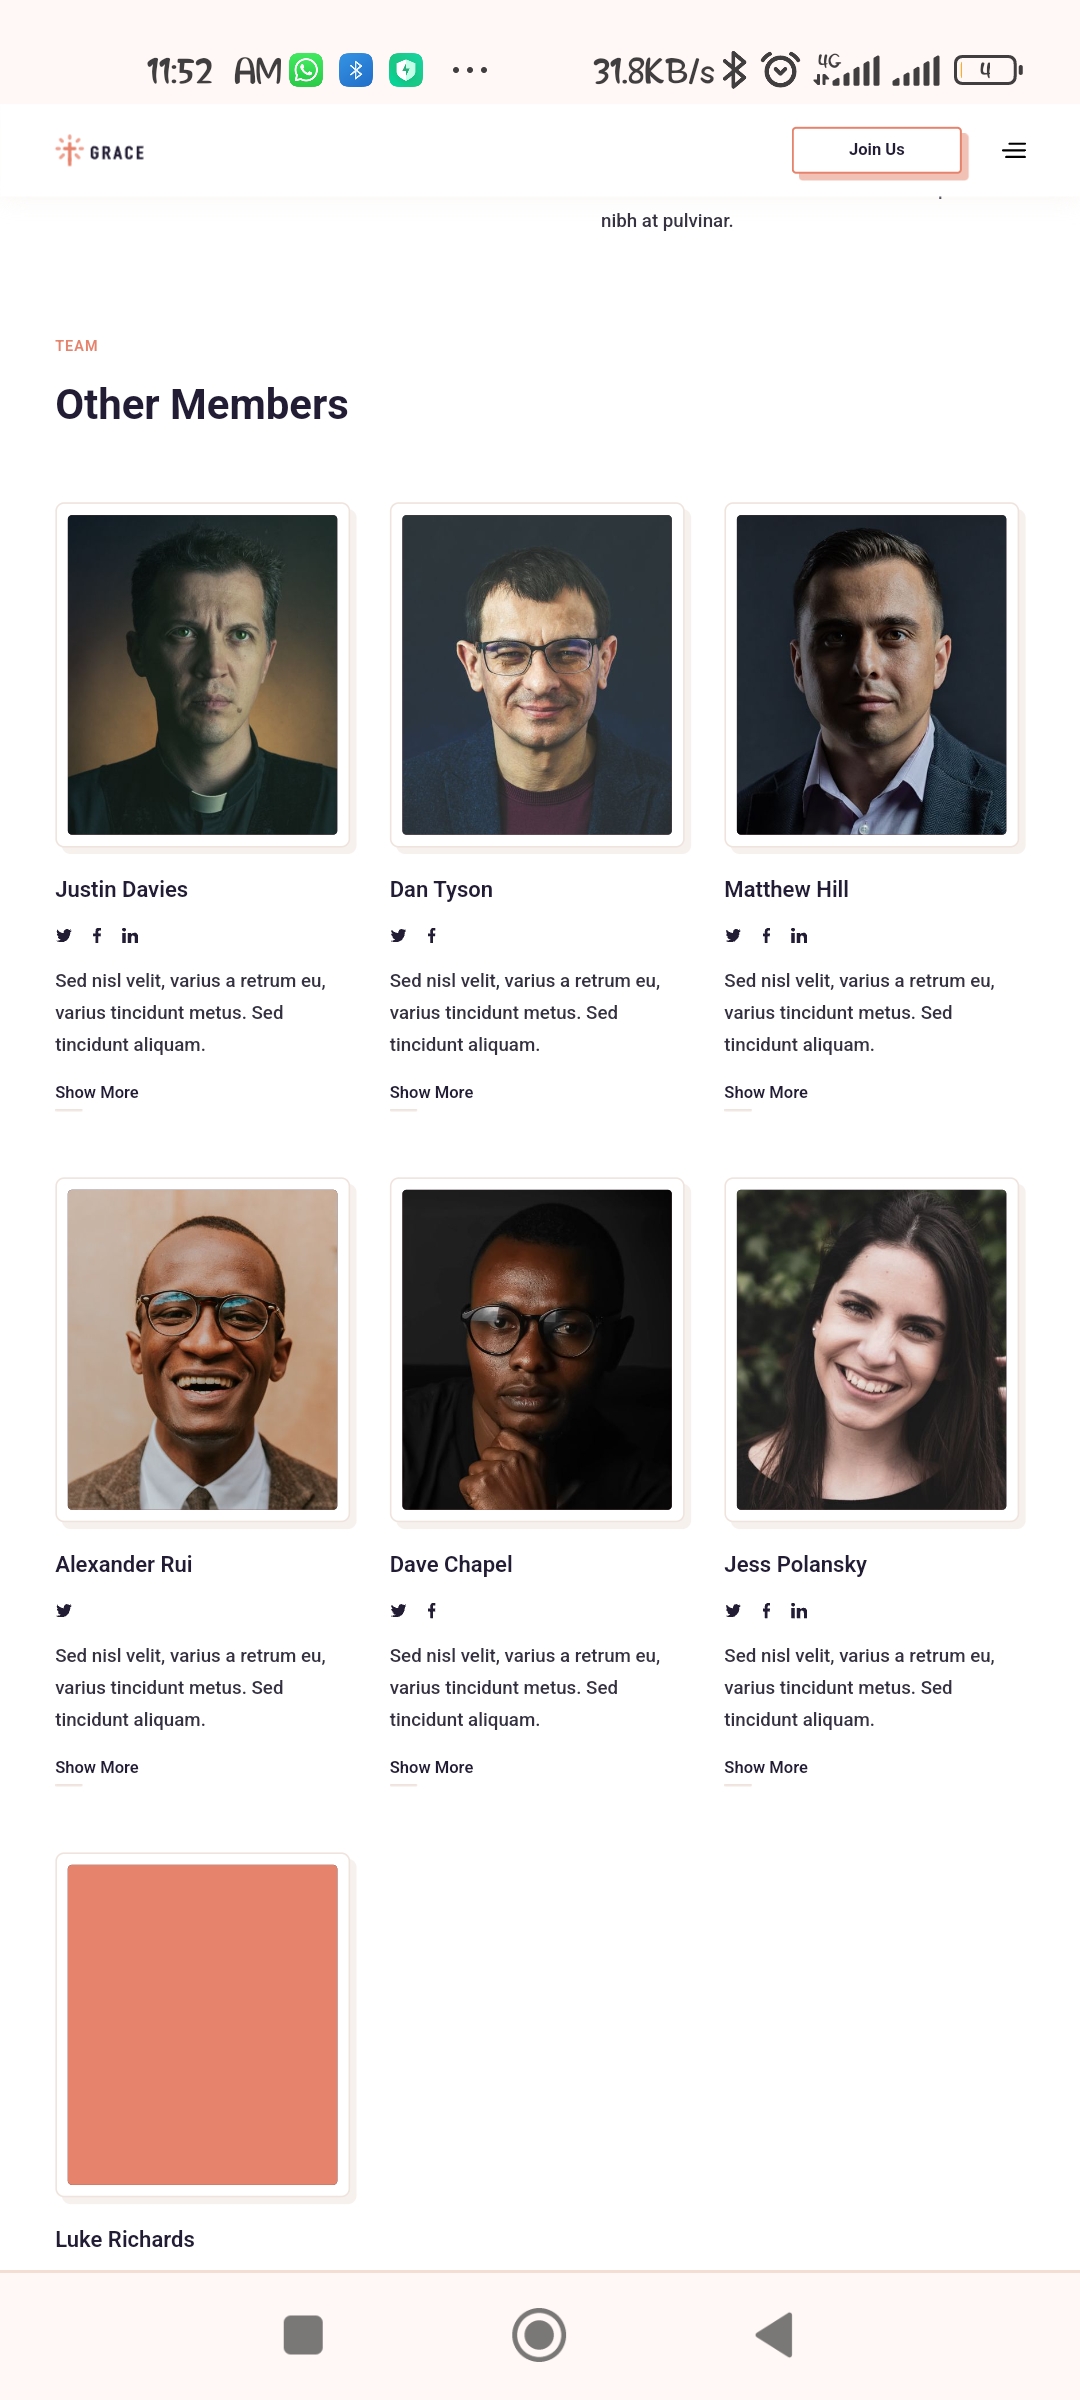 11:52 AM
31.8KB/s
4G
4
GRACE
Join Us
nibh at pulvinar.
TEAM
Other Members
Justin Davies
Dan Tyson
Matthew Hill
Sed nisl velit, varius a retrum eu,
varius tincidunt metus. Sed
tincidunt aliquam.
Show More
Sed nisl velit, varius a retrum eu,
varius tincidunt metus. Sed
tincidunt aliquam.
Show More
Sed nisl velit, varius a retrum eu,
varius tincidunt metus. Sed
tincidunt aliquam.
Show More
Alexander Rui
Dave Chapel
Jess Polansky
Sed nisl velit, varius a retrum eu,
varius tincidunt metus. Sed
tincidunt aliquam.
Show More
Sed nisl velit, varius a retrum eu,
varius tincidunt metus. Sed
tincidunt aliquam.
Show More
Sed nisl velit, varius a retrum eu,
varius tincidunt metus. Sed
tincidunt aliquam.
Show More
Luke Richards